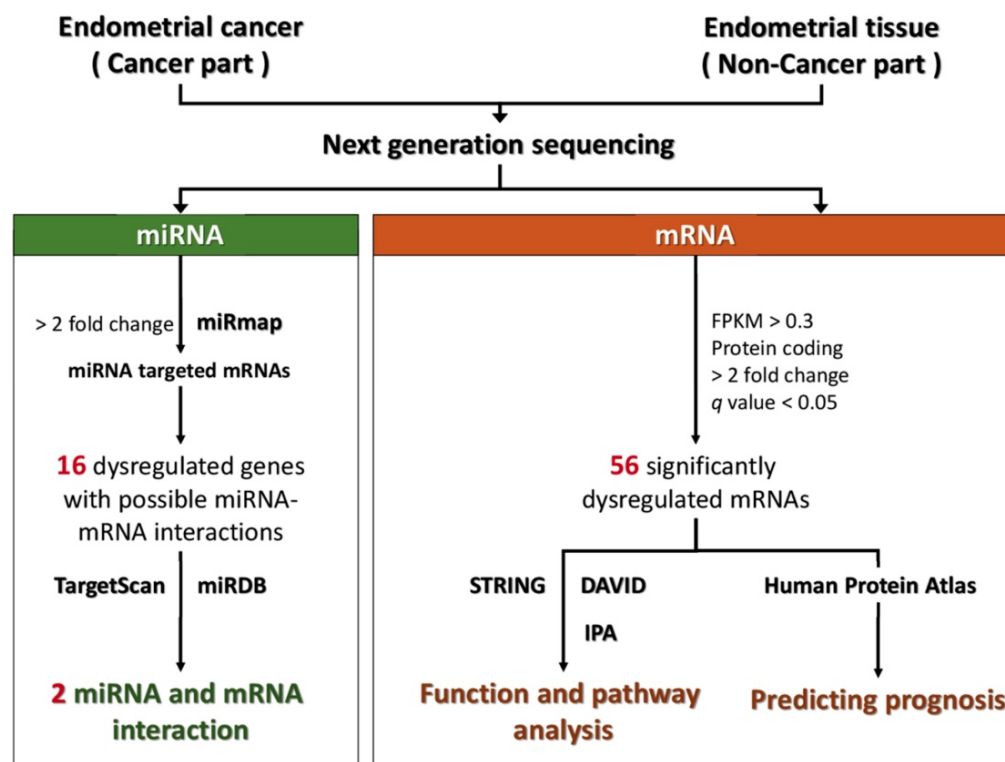 Endometrial cancer
( Cancer part )
Endometrial tissue
( Non-Cancer part )
Next generation sequencing
miRNA
> 2 fold change
miRmap
miRNA targeted mRNAs
16 dysregulated genes
with possible miRNA-
mRNA interactions
TargetScan
miRDB
2 miRNA and mRNA
interaction
mRNA
FPKM > 0.3
Protein coding
> 2 fold change
q value < 0.05
56 significantly
dysregulated mRNAs
STRING
DAVID
IPA
Function and pathway
analysis
Human Protein Atlas
Predicting prognosis